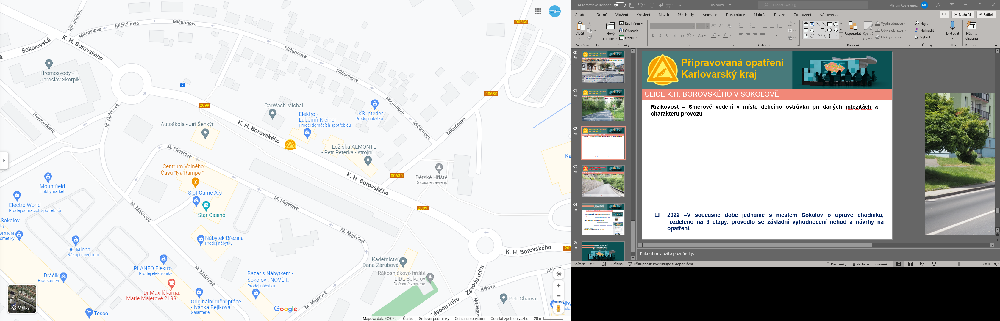 Mičurinova
Mičurinova
Mičurinova
Mičurinova
00630
Sokolovská
K. H. Borovského
Mičurinova
Hromosvody -
Jaroslav Škorpík
Mičurinova
00630
Mičurinova
2099
CarWash Michal
Elektro -
Lubomír Kleiner
Prodej domácích spotřebičů
KS Interier
Prodej nábytku
Heyrovského
M. Majerové
Autoškola - Jiří Šenkýř
K. H. Borovského
Mičurinova
Mičurinova
Ložiska ALMONTE
- Petr Peterka - strojní...
M. Majerové
Centrum Volného
Času "Na Rampě "
K. H. Borovského
00630
Dětské Hřiště
Dočasně zavřeno
Ka
Mountfield
Hobbymarket
Slot Game A.s
Electro World
Prodej domácích spotřebičů
M. Majerové
M. Majerové
Star Casino
2099
Sokolov
by
MANN
smetiky
OC Michal
Nákupní centrum
Nábytek Březina
Prodej nábytku
M. Majerové
K. H. Borovského
209
Kadeřnictví
Dana Zárubová
PLANEO Elektro
Prodej elektroniky
M. Majerové
Dráčik
Hračkářství
Bazar s Nábytkem -
Sokolov . NOVÉ I...
Prodej nábytku
Rákosníčkovo hřiště
LIDL Sokolov
Dočasně zavřeno
Alšova
Závodu míru
Alšova
Dr.Max lékárna,
Marie Majerové 2193...
Originální ruční práce
- Ivanka Bejlková
Galanterie
M. Majerové
Závodu míru
Mánesov
Petr Charvat
Vrstvy
Tesco
Google
Mapová data ©2022 Česko Smluvní podmínky Ochrana soukromí Odeslat zpětnou vazbu 20 m
Automatické ukládání
05_Vývo...
Hledat (Alt+Q)
Martin Kostelenec MK
Soubor Domů Vložení Kreslení Návrh Přechody Animace Prezentace Nahrát Revize Zobrazení Nápověda
Nahrát Sdílet
Vložit
Schránka
Nový
snímek
Rozložení
Obnovit
Oddíl
Snímky
16
Písmo
Odstavec
Uspořádat
Rychlé
styly
Výplň obrazce
Obrys obrazce
Efekty obrazce
Kreslení
Najít
Nahradit
Vybrat
Úpravy
Diktovat
Hlas
Návrhy
designu
Designer
30
31
32
33
34
35
Připravovaná opatření
Karlovarský kraj
ULICE K.H. BOROVSKÉHO V SOKOLOVĚ
Rizikovost – Směrové vedení v místě dělicího ostrůvku při daných intezitách a
charakteru provozu
❑ 2022 –V současné době jednáme s městem Sokolov o úpravě chodníku,
rozděleno na 3 etapy, provedlo se základní vyhodnocení nehod a návrhy na
opatření.
Kliknutím vložíte poznámky.
Snímek 32 z 35 Čeština Přístupnost: Prostudujte si doporučení
Poznámky Nastavení zobrazení 88 %